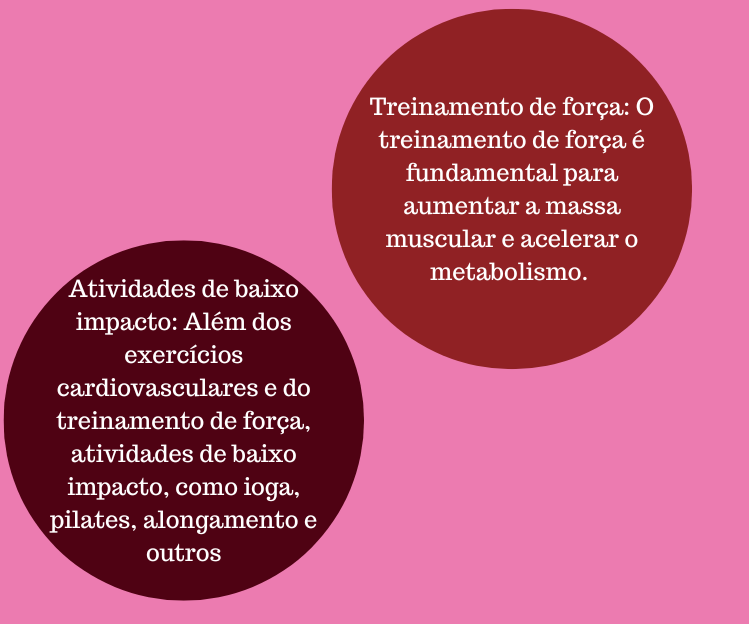 Treinamento de força: O
treinamento de força é
fundamental para
aumentar a massa
muscular e acelerar o
metabolismo.
Atividades de baixo
impacto: Além dos
exercícios
cardiovasculares e do
treinamento de força,
atividades de baixo
impacto, como ioga,
pilates, alongamento e
outros